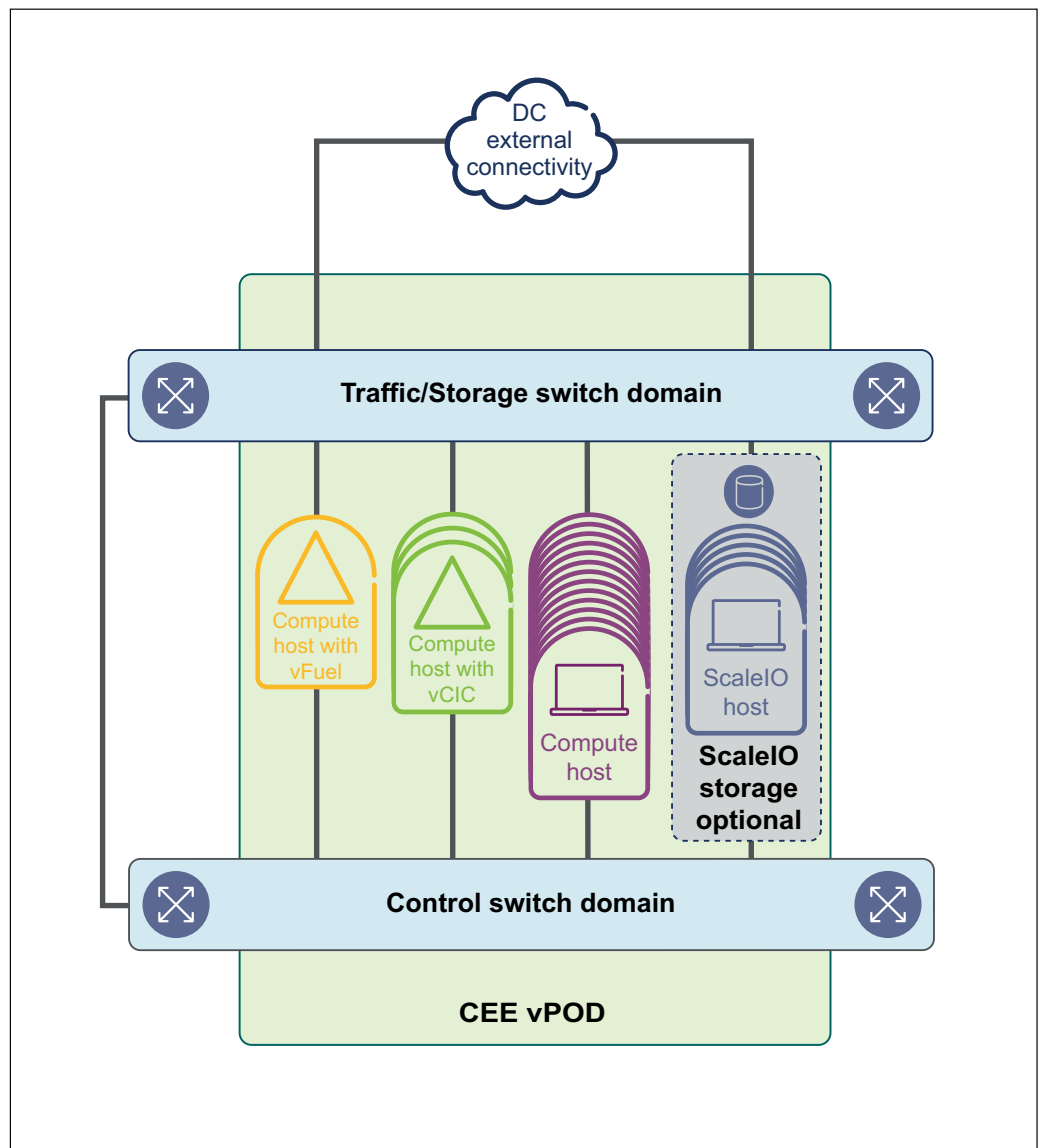 DC
external
connectivity
Traffic/Storage switch domain
Compute
host with
vFuel
Compute
host with
vCIC
Compute
host
ScaleIO
host
ScaleIO
storage
optional
Control switch domain
CEE vPOD